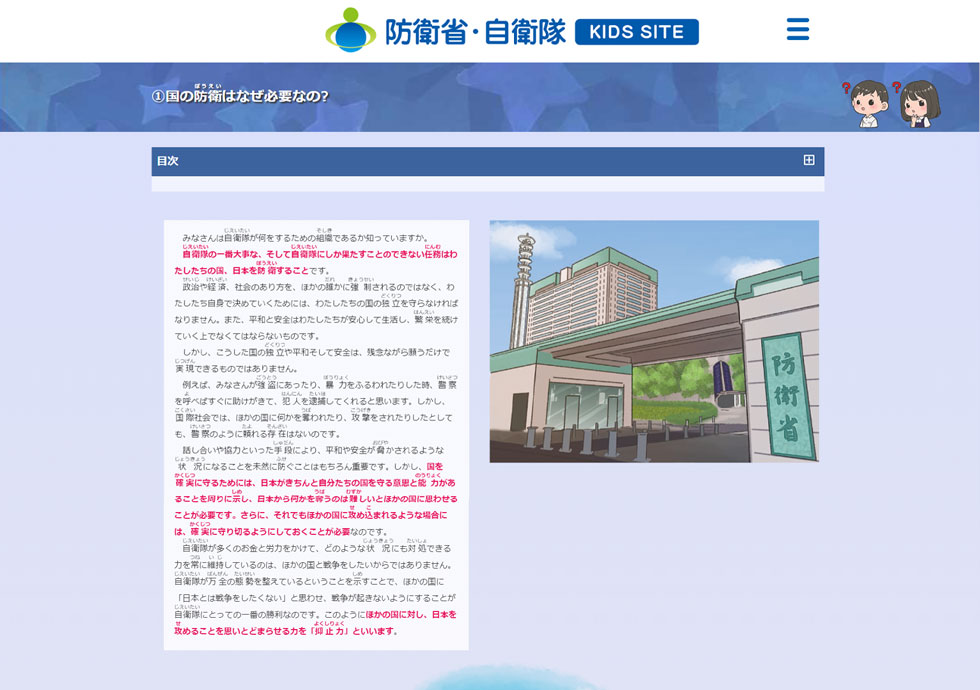 防衛省・自衛隊 KIDS SITE
①国の防衛はなぜ必要なの?
目次
みなさんは自衛隊が何をするための組織であるか知っていますか。
自衛隊の一番大事な、そして自衛隊にしか果たすことのできない任務はわ
たしたちの国、日本を防衛することです。
政治や経済、社会のあり方を、ほかの誰かに強制されるのではなく、わ
たしたち自身で決めていくためには、わたしたちの国の独立を守らなければ
なりません。また、平和と安全はわたしたちが安心して生活し、繁栄を続け
ていく上でなくてはならないものです。
しかし、こうした国の独立や平和そして安全は、残念ながら願うだけで
実現できるものではありません。
例えば、みなさんが強盗にあったり、暴力をふるわれたりした時、警察
を呼べばすぐに助けがきて、犯人を逮捕してくれると思います。しかし、
国際社会では、ほかの国に何かを奪われたり、攻撃をされたりしたとして
も、警察のように頼れる存在はないのです。
話し合いや協力といった手段により、平和や安全が脅かされるような
状況になることを未然に防ぐことはもちろん重要です。しかし、国を
確実に守るためには、日本がきちんと自分たちの国を守る意思と能力があ
ることを周りに示し、日本から何かを奪うのは難しいとほかの国に思わせる
ことが必要です。さらに、それでもほかの国に攻め込まれるような場合に
は、確実に守り切るようにしておくことが必要なのです。
自衛隊が多くのお金と労力をかけて、どのような状況にも対処できる
力を常に維持しているのは、ほかの国と戦争をしたいからではありません。
自衛隊が万全の態勢を整えているということを示すことで、ほかの国に
「日本とは戦争をしたくない」と思わせ、戦争が起きないようにすることが
自衛隊にとっての一番の勝利なのです。このようにほかの国に対し、日本を
攻めることを思いとどまらせる力を「抑止力」といいます。
防衛省